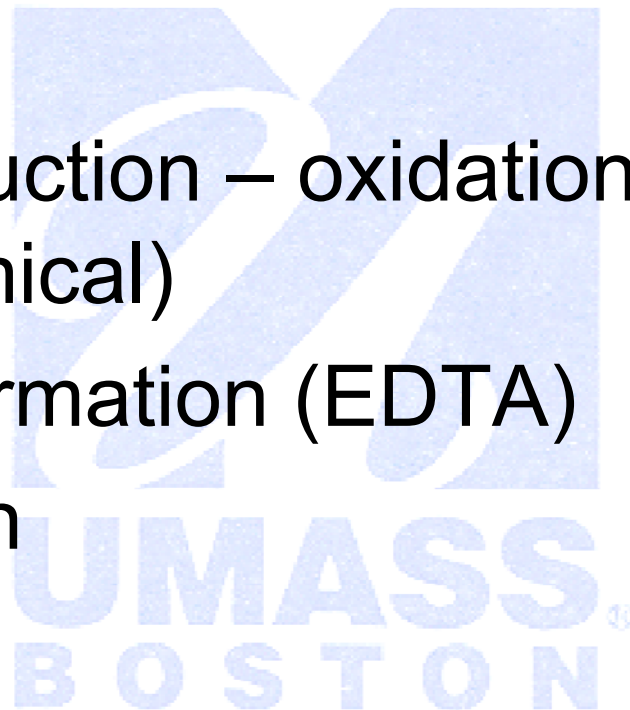 uction – oxidation
nical)
rmation (EDTA)
n
UMASS
BOSTON